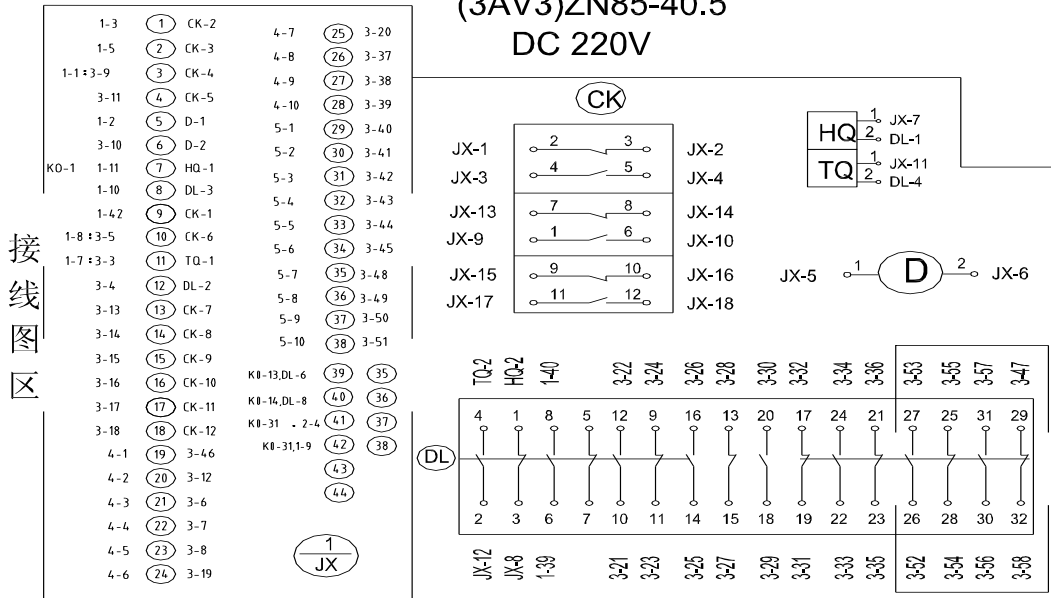 (3AV3)ZN85-40.5
DC 220V
接线图区
1-3 1 CK-2
1-5 2 CK-3
1-1:3-9 3 CK-4
3-11 4 CK-5
1-2 5 D-1
3-10 6 D-2
K0-1 1-11 7 HQ-1
1-10 8 DL-3
1-42 9 CK-1
1-8:3-5 10 CK-6
1-7:3-3 11 TQ-1
3-4 12 DL-2
3-13 13 CK-7
3-14 14 CK-8
3-15 15 CK-9
3-16 16 CK-10
3-17 17 CK-11
3-18 18 CK-12
4-1 19 3-46
4-2 20 3-12
4-3 21 3-6
4-4 22 3-7
4-5 23 3-8
4-6 24 3-19
4-7 25 3-20
4-8 26 3-37
4-9 27 3-38
4-10 28 3-39
5-1 29 3-40
5-2 30 3-41
5-3 31 3-42
5-4 32 3-43
5-5 33 3-44
5-6 34 3-45
5-7 35 3-48
5-8 36 3-49
5-9 37 3-50
5-10 38 3-51
K0-13,DL-6 39 35
K0-14,DL-8 40 36
K0-31 . 2-4 41 37
K0-31,1-9 42 38
43
44
1
JX
CK
JX-1 2 3 JX-2
JX-3 4 5 JX-4
JX-13 7 8 JX-14
JX-9 1 6 JX-10
JX-15 9 10 JX-16
JX-17 11 12 JX-18
HQ 1 JX-7
2 DL-1
TQ 1 JX-11
2 DL-4
JX-5 1 D 2 JX-6
TQ-2 HQ-2 1-40 3-22 3-24 3-26 3-28 3-30 3-32 3-34 3-36 3-53 3-55 3-57 3-47
4 1 8 5 12 9 16 13 20 17 24 21 27 25 31 29
DL
2 3 6 7 10 11 14 15 18 19 22 23 26 28 30 32
JX-12 JX-8 1-39 3-21 3-23 3-25 3-27 3-29 3-31 3-33 3-35 3-52 3-54 3-56 3-58